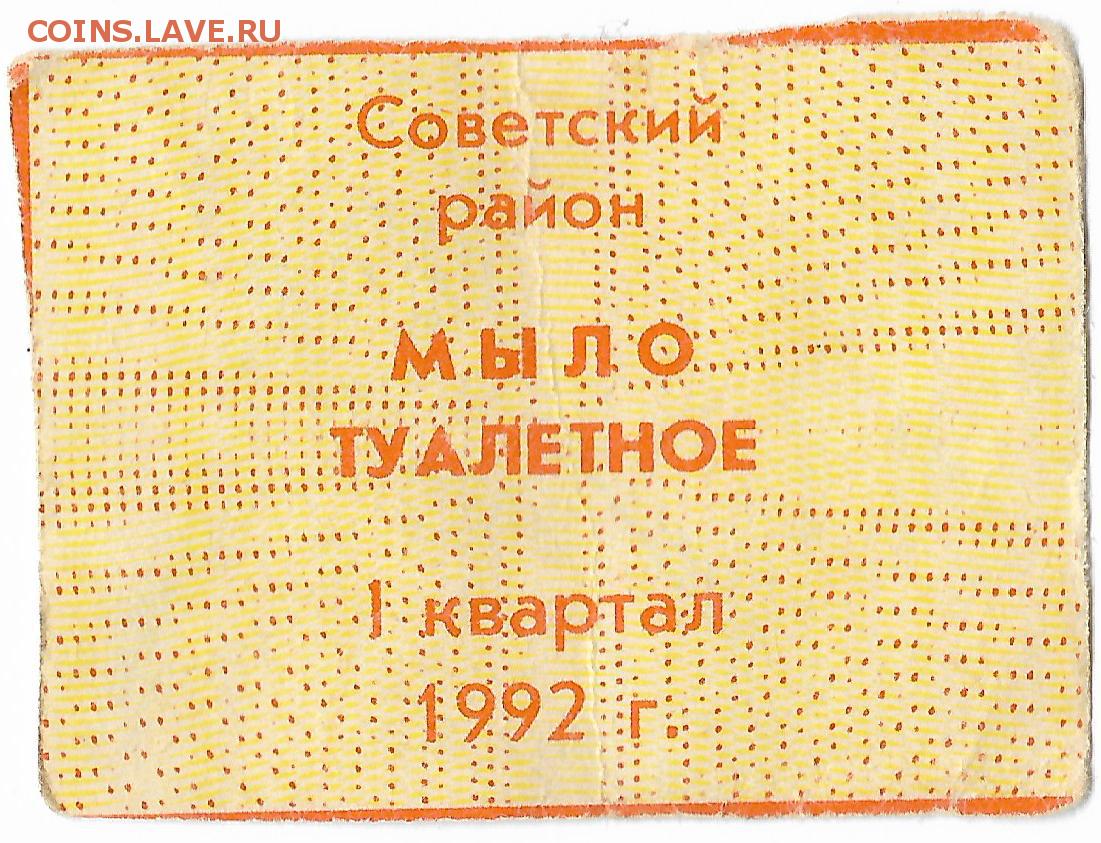 COINS.LAVE.RU
Советский
район
МЫЛО
ТУАЛЕТНОЕ
I квартал
1992 г.